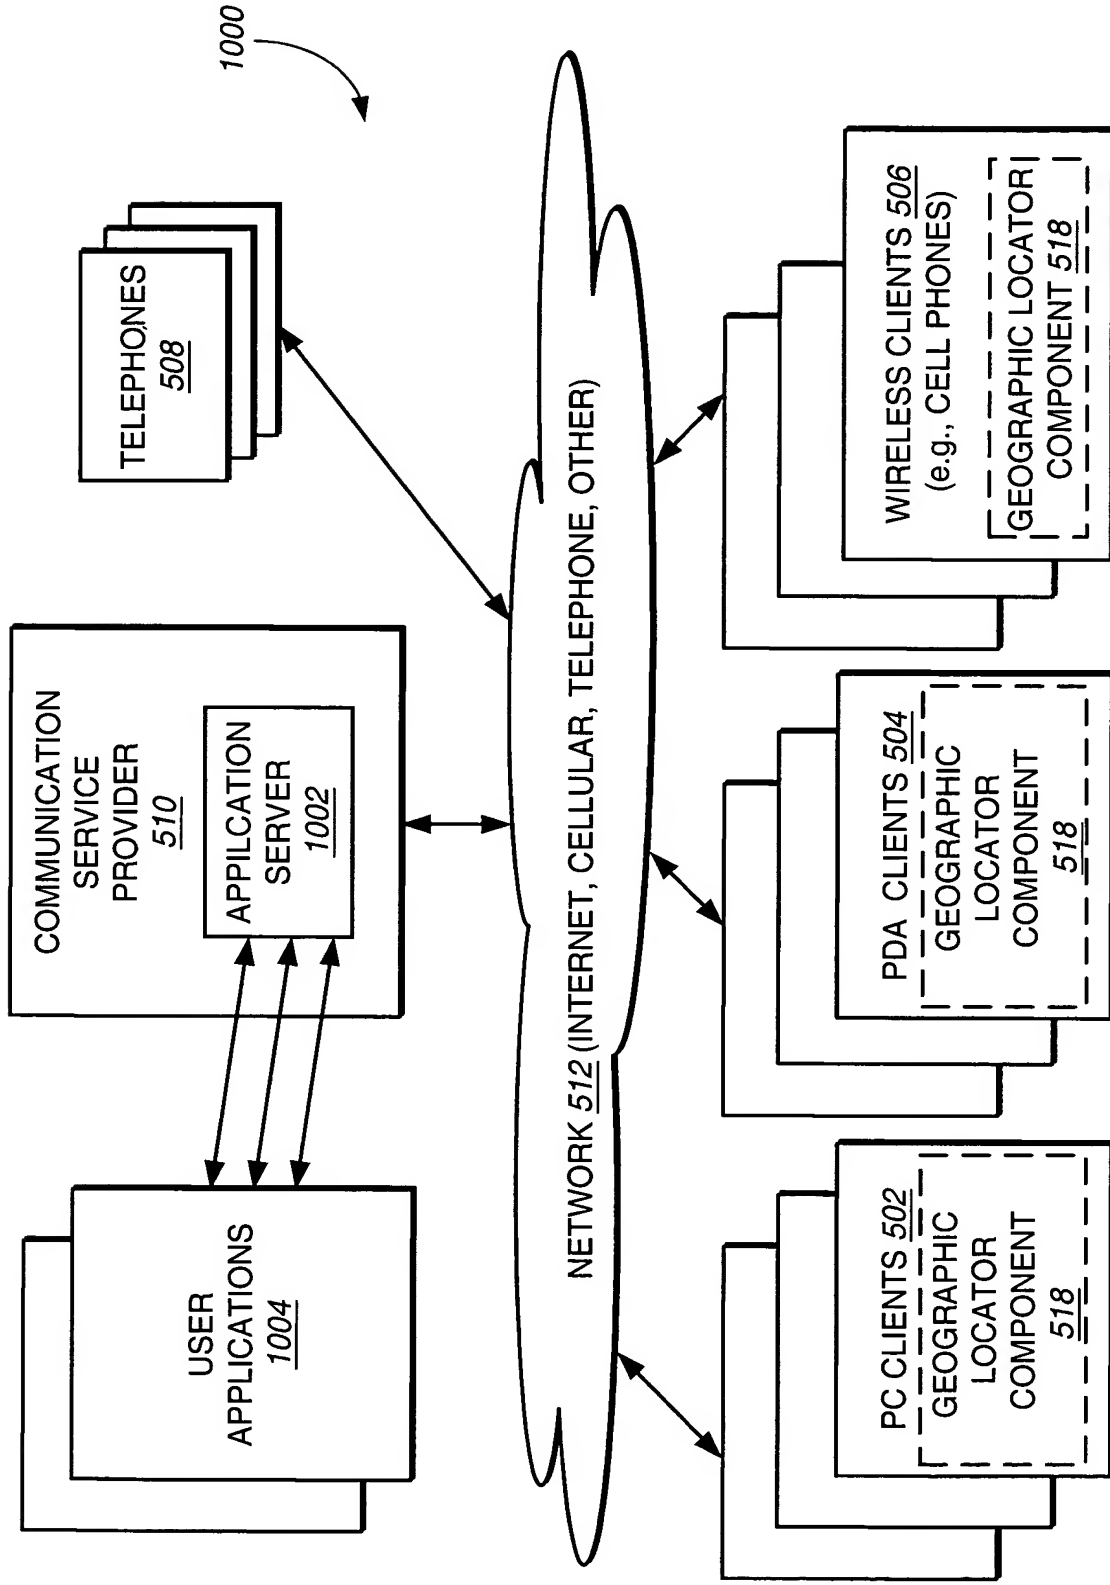 1000
USER
APPLICATIONS
1004
COMMUNICATION
SERVICE
PROVIDER
510
APPILCATION
SERVER
1002
TELEPHONES
508
NETWORK 512 (INTERNET, CELLULAR, TELEPHONE, OTHER)
PC CLIENTS 502
GEOGRAPHIC
LOCATOR
COMPONENT
518
PDA CLIENTS 504
GEOGRAPHIC
LOCATOR
COMPONENT
518
WIRELESS CLIENTS 506
(e.g., CELL PHONES)
GEOGRAPHIC LOCATOR
COMPONENT 518